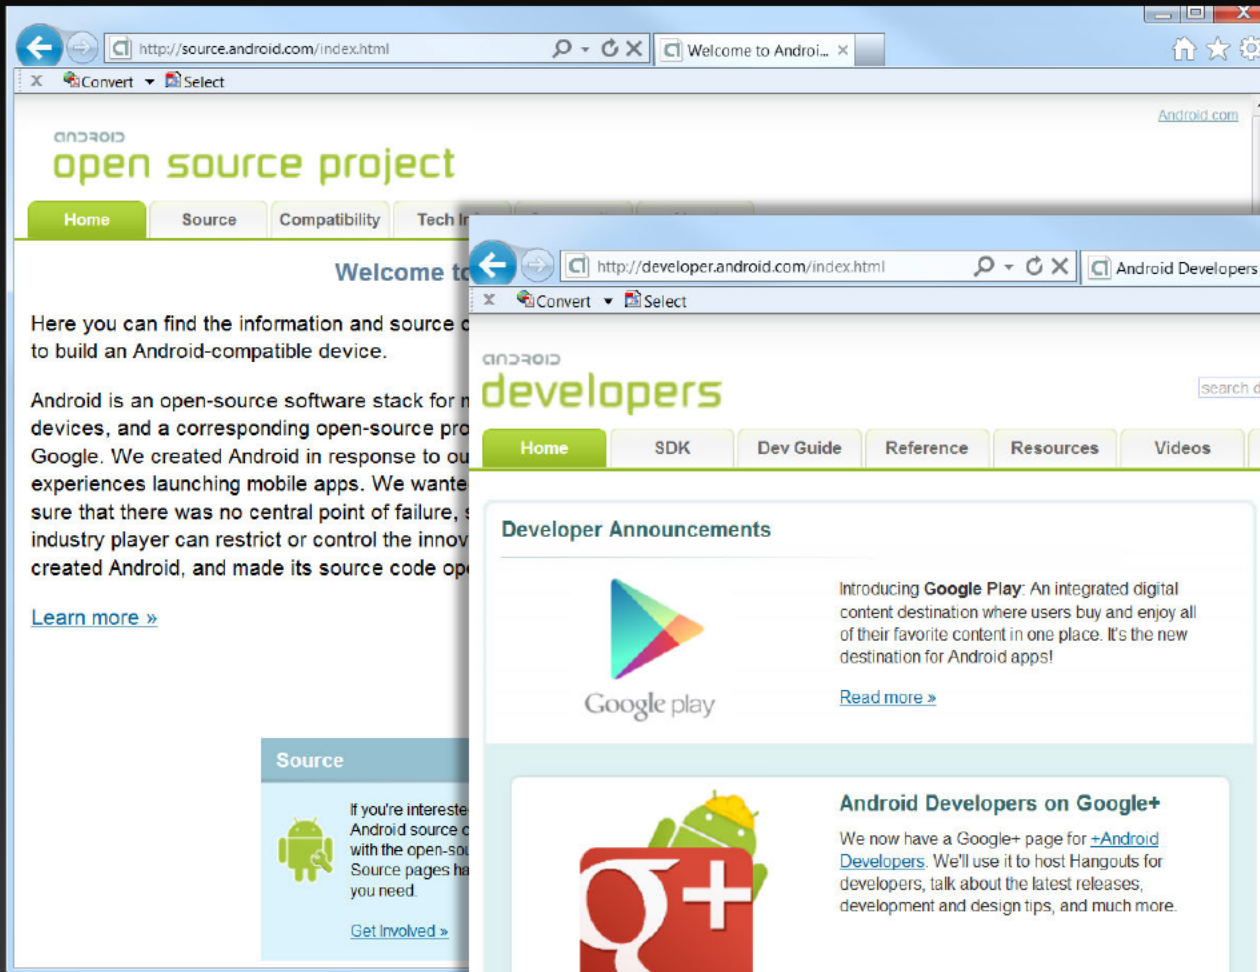 http://source.android.com/index.html
Welcome to Androi...
Convert
Select
Android.com
android
open source project
Home
Source
Compatibility
Tech
Welcome
Here you can find the information and source
to build an Android-compatible device.
Android is an open-source software stack for
devices, and a corresponding open-source
Google. We created Android in response to
experiences launching mobile apps. We
sure that there was no central point of failure,
industry player can restrict or control the
created Android, and made its source code
Learn more »
Source
If you're
Android source
with the
Source pages
you need.
Get Involved »
http://developer.android.com/index.html
Android Developers
Convert
Select
android
developers
search
Home
SDK
Dev Guide
Reference
Resources
Videos
Developer Announcements
Introducing Google Play: An integrated digital
content destination where users buy and enjoy all
of their favorite content in one place. It's the new
destination for Android apps!
Read more »
Google play
Android Developers on Google+
We now have a Google+ page for +Android
Developers. We'll use it to host Hangouts for
developers, talk about the latest releases,
development and design tips, and much more.
g+